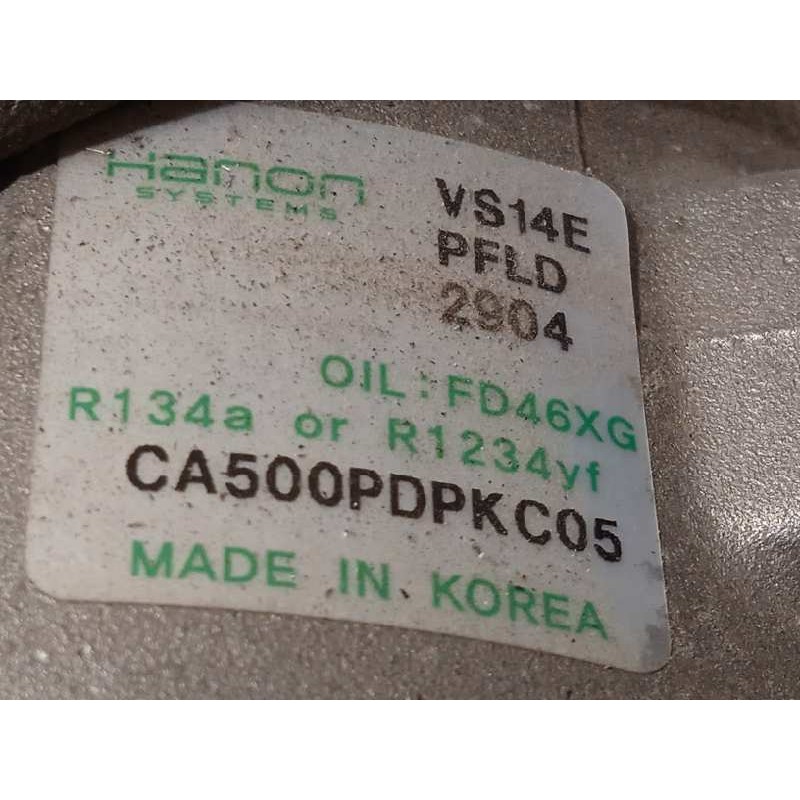 Hanon
SYSTEMS
VS14E
PFLD
2904
OIL: FD46XG
R134a or R1234yf
CA500PDPKC05
MADE IN KOREA